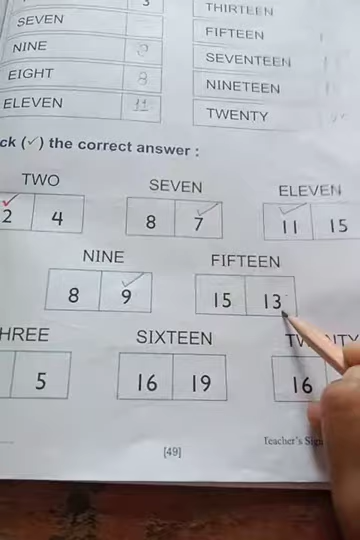 3 THIRTEEN
SEVEN FIFTEEN
NINE 9 SEVENTEEN
EIGHT 8 NINETEEN
ELEVEN 11 TWENTY
ck (✓) the correct answer :
TWO SEVEN ELEVEN
2 4 8 7 11 15
NINE FIFTEEN
8 9 15 13
HREE SIXTEEN TWENTY
5 16 19 16
[49] Teacher's Sig